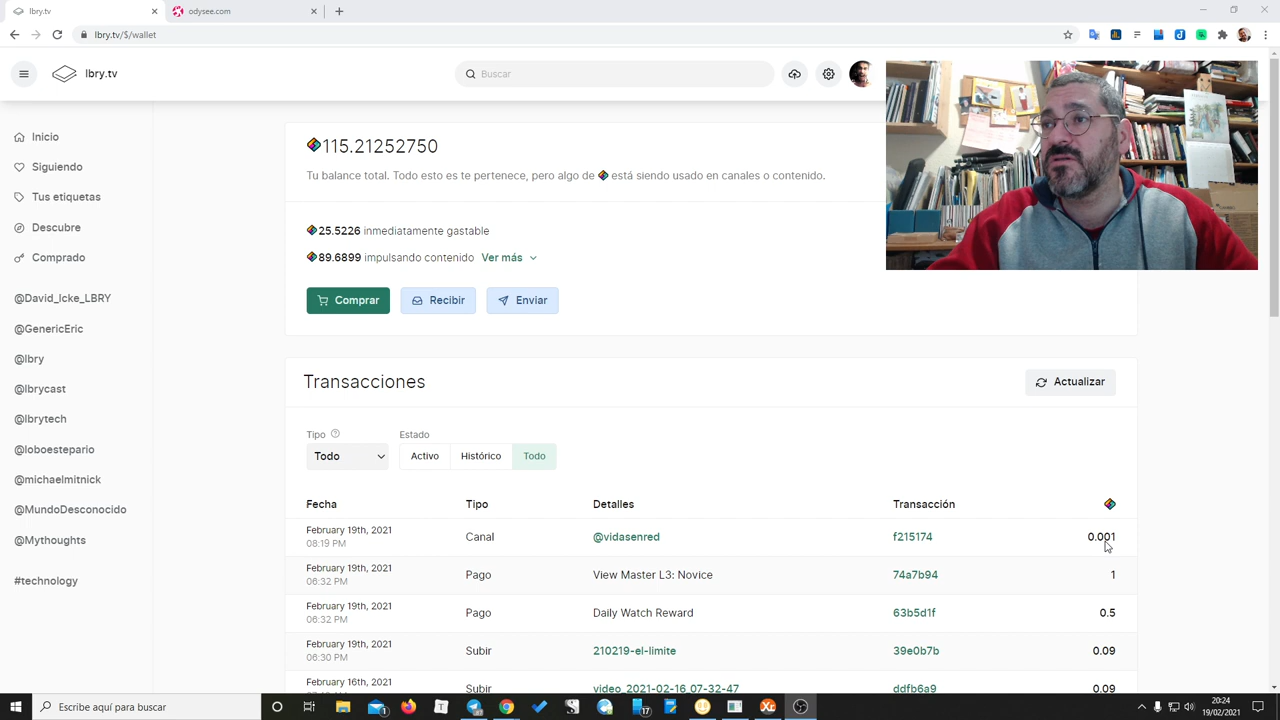 lbry.tv
odysee.com
lbry.tv/$/wallet
lbry.tv
Buscar
Inicio
Siguiendo
Tus etiquetas
Descubre
Comprado
@David_Icke_LBRY
@GenericEric
@lbry
@lbrycast
@lbrytech
@loboestepario
@michaelmitnick
@MundoDesconocido
@Mythoughts
#technology
115.21252750
Tu balance total. Todo esto es te pertenece, pero algo de está siendo usado en canales o contenido.
25.5226 inmediatamente gastable
89.6899 impulsando contenido Ver más
Comprar Recibir Enviar
Transacciones
Actualizar
Tipo Estado
Todo Activo Histórico Todo
Fecha Tipo Detalles Transacción
February 19th, 2021
08:19 PM
Canal @vidasenred f215174 0.001
February 19th, 2021
06:32 PM
Pago View Master L3: Novice 74a7b94 1
February 19th, 2021
06:32 PM
Pago Daily Watch Reward 63b5d1f 0.5
February 19th, 2021
06:30 PM
Subir 210219-el-limite 39e0b7b 0.09
February 16th, 2021
Subir video_2021-02-16_07-32-47 ddfb6a9 0.09
Escribe aquí para buscar
17
20:24
19/02/2021